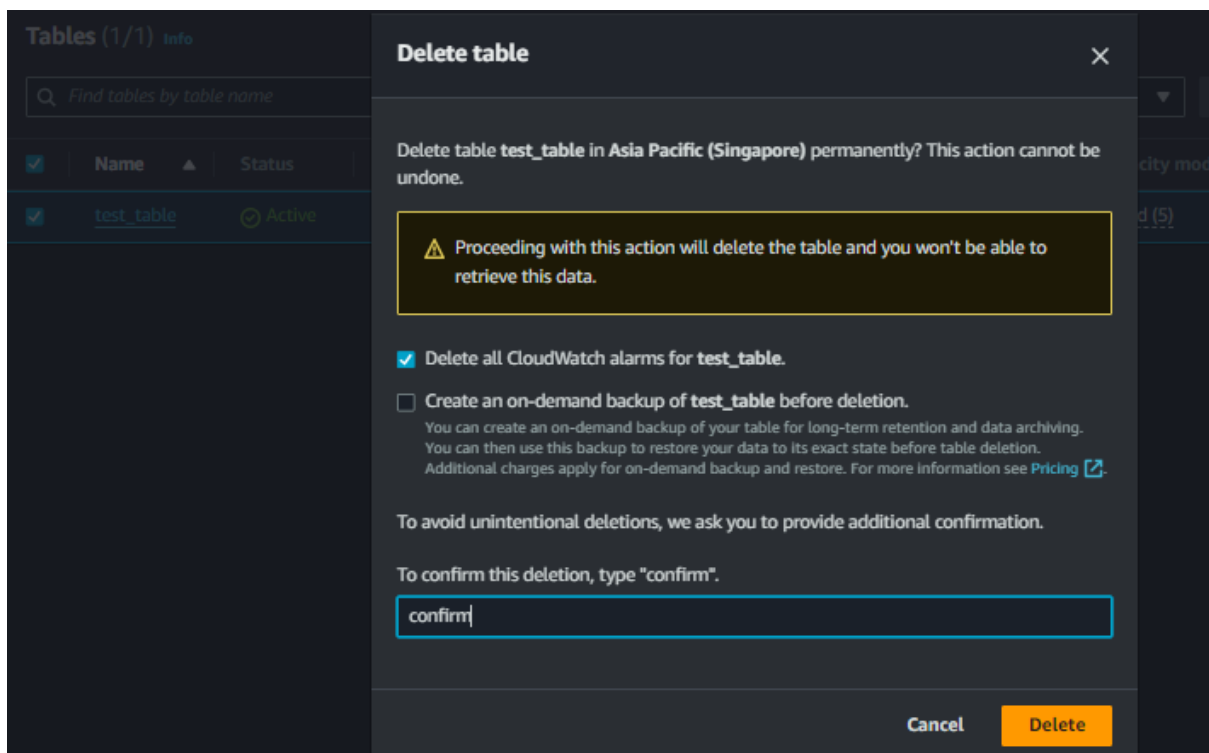 Tables (1/1) Info
Find tables by table name
Name Status
city mod
test_table Active
d (5)
Delete table
Delete table test_table in Asia Pacific (Singapore) permanently? This action cannot be
undone.
Proceeding with this action will delete the table and you won't be able to
retrieve this data.
Delete all CloudWatch alarms for test_table.
Create an on-demand backup of test_table before deletion.
You can create an on-demand backup of your table for long-term retention and data archiving.
You can then use this backup to restore your data to its exact state before table deletion.
Additional charges apply for on-demand backup and restore. For more information see Pricing.
To avoid unintentional deletions, we ask you to provide additional confirmation.
To confirm this deletion, type "confirm".
confirm
Cancel Delete